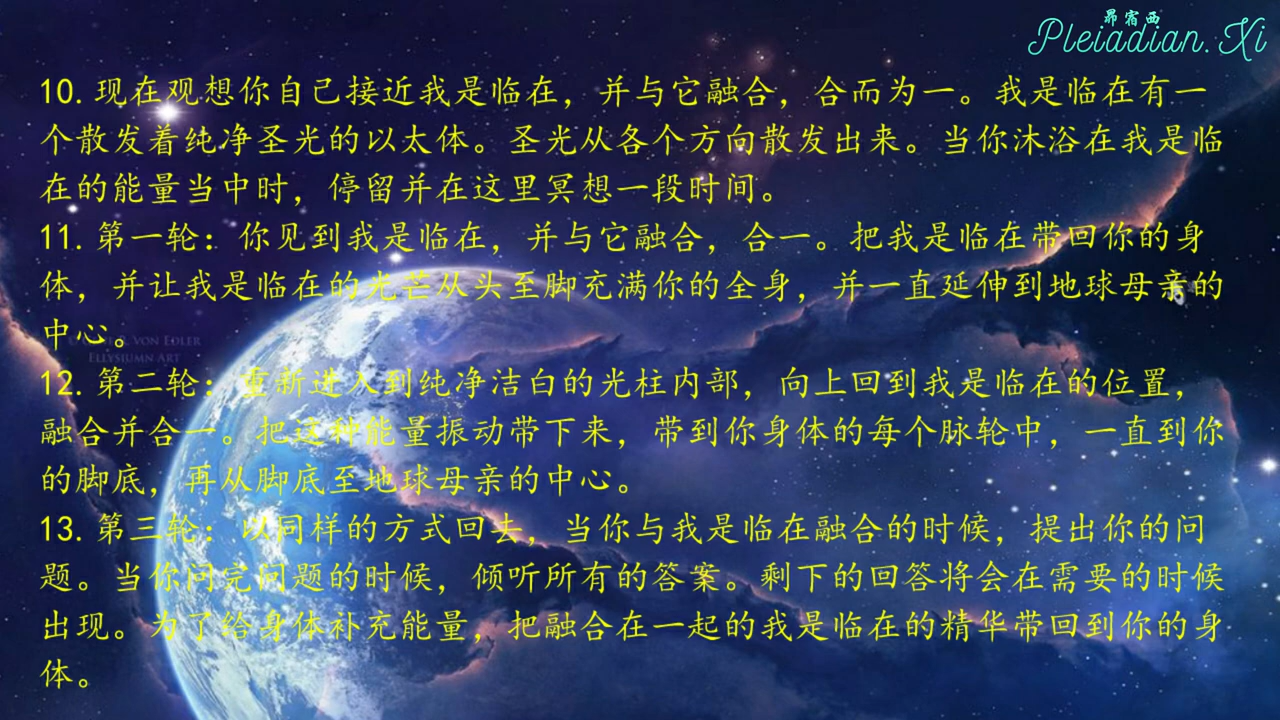 昴宿西
Pleiadian.Xi
10. 现在观想你自己接近我是临在，并与它融合，合而为一。我是临在有一
个散发着纯净圣光的以太体。圣光从各个方向散发出来。当你沐浴在我是临
在的能量当中时，停留并在这里冥想一段时间。
11. 第一轮：你见到我是临在，并与它融合，合一。把我是临在带回你的身
体，并让我是临在的光芒从头至脚充满你的全身，并一直延伸到地球母亲的
中心。
VON EDLER
ELLYSIUMN ART
12. 第二轮：重新进入到纯净洁白的光柱内部，向上回到我是临在的位置，
融合并合一。把这种能量振动带下来，带到你身体的每个脉轮中，一直到你
的脚底，再从脚底至地球母亲的中心。
13. 第三轮：以同样的方式回去，当你与我是临在融合的时候，提出你的问
题。当你问完问题的时候，倾听所有的答案。剩下的回答将会在需要的时候
出现。为了给身体补充能量，把融合在一起的我是临在的精华带回到你的身
体。